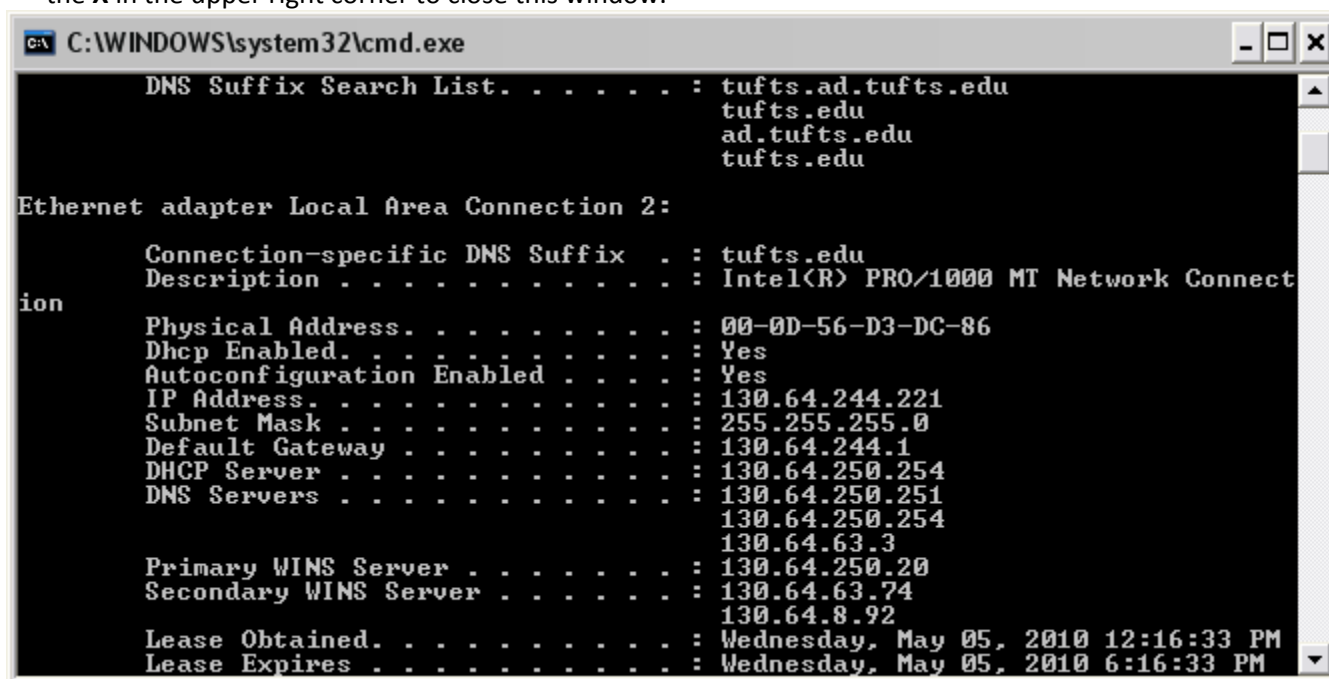 the X in the upper right corner to close this window.
C:\WINDOWS\system32\cmd.exe
DNS Suffix Search List. . . . . . : tufts.ad.tufts.edu
tufts.edu
ad.tufts.edu
tufts.edu
Ethernet adapter Local Area Connection 2:
Connection-specific DNS Suffix . : tufts.edu
Description . . . . . . . . . . . : Intel(R) PRO/1000 MT Network Connect
ion
Physical Address. . . . . . . . . : 00-0D-56-D3-DC-86
Dhcp Enabled. . . . . . . . . . . : Yes
Autoconfiguration Enabled . . . . : Yes
IP Address. . . . . . . . . . . . : 130.64.244.221
Subnet Mask . . . . . . . . . . . : 255.255.255.0
Default Gateway . . . . . . . . . : 130.64.244.1
DHCP Server . . . . . . . . . . . : 130.64.250.254
DNS Servers . . . . . . . . . . . : 130.64.250.251
130.64.250.254
130.64.63.3
Primary WINS Server . . . . . . . : 130.64.250.20
Secondary WINS Server . . . . . . : 130.64.63.74
130.64.8.92
Lease Obtained. . . . . . . . . . : Wednesday, May 05, 2010 12:16:33 PM
Lease Expires . . . . . . . . . . : Wednesday, May 05, 2010 6:16:33 PM